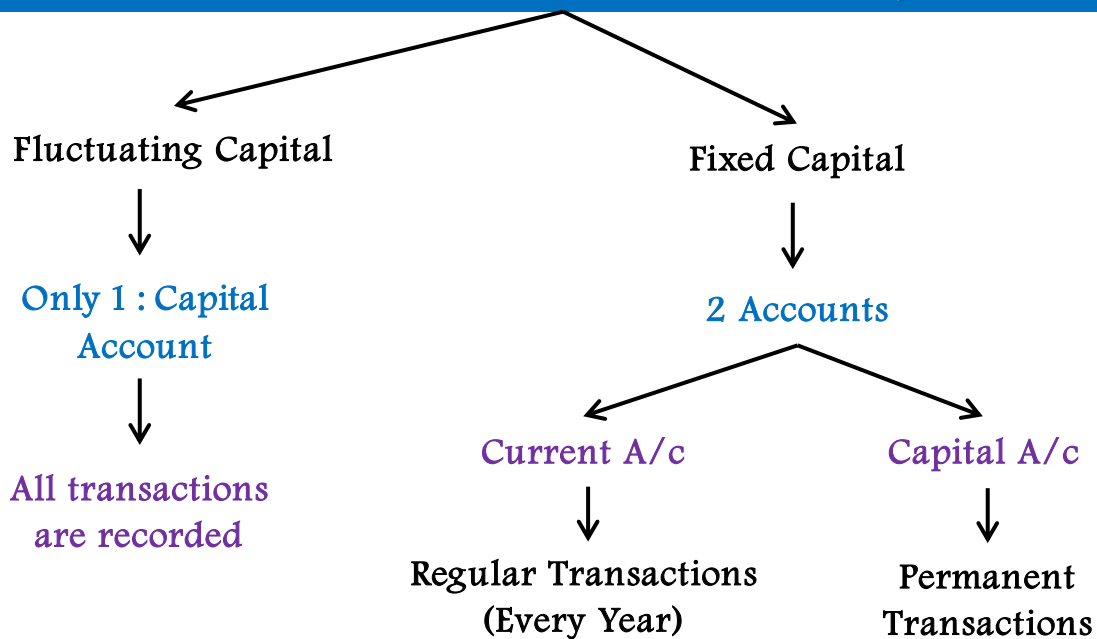 Fluctuating Capital
Fixed Capital
Only 1 : Capital
Account
2 Accounts
All transactions
are recorded
Current A/c
Capital A/c
Regular Transactions
(Every Year)
Permanent
Transactions